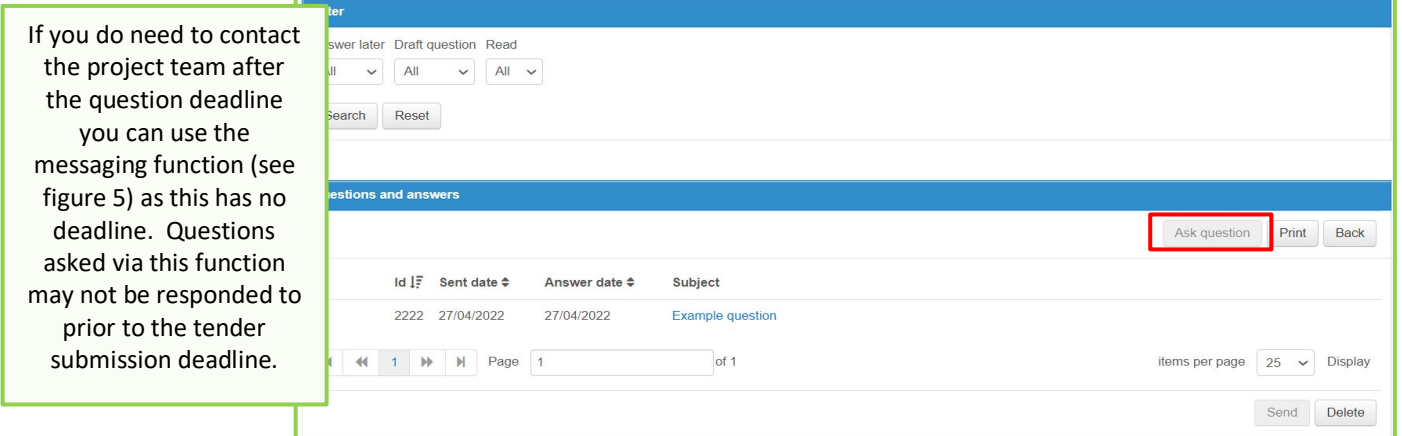 If you do need to contact
the project team after
the question deadline
you can use the
messaging function (see
figure 5) as this has no
deadline.  Questions
asked via this function
may not be responded to
prior to the tender
submission deadline.
Draft question Read
All All
Reset
and answers
Ask question Print Back
Id Sent date Answer date Subject
2222 27/04/2022 27/04/2022 Example question
1 Page 1 of 1 items per page 25 Display
Send Delete